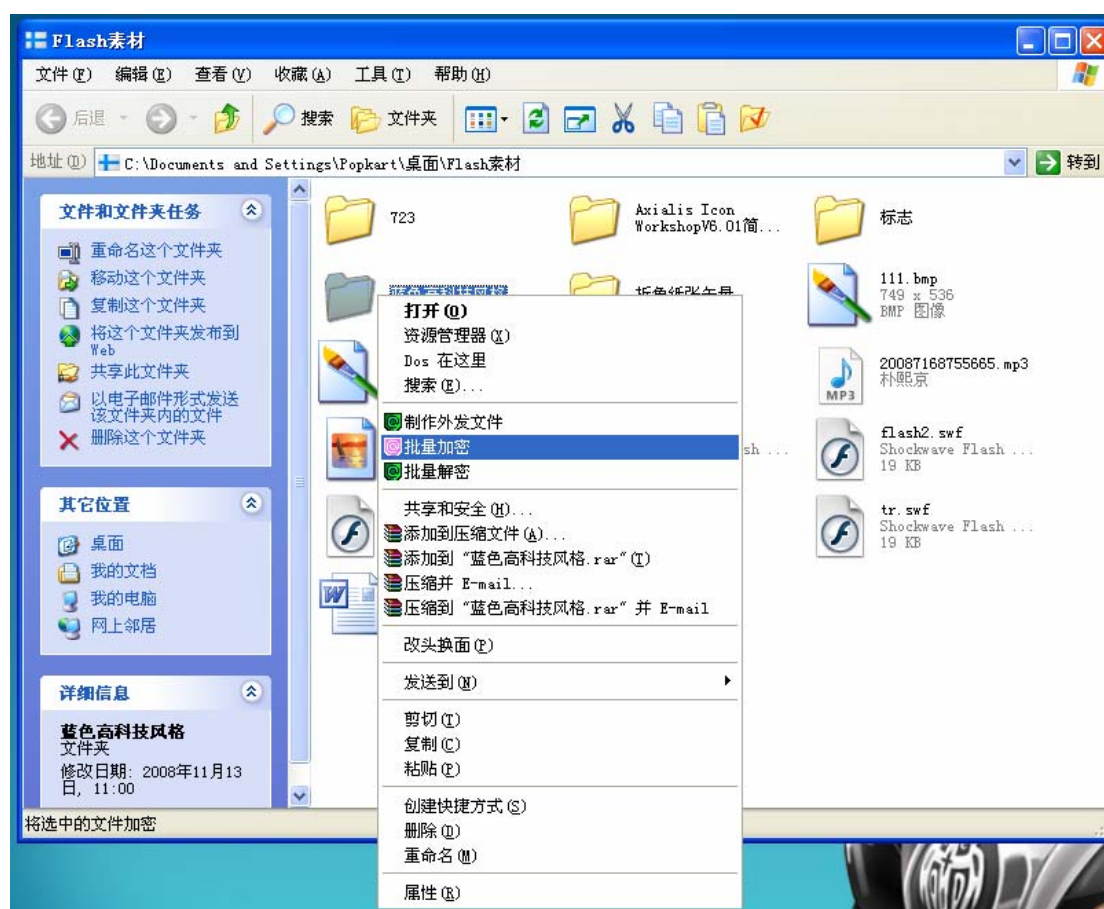 Flash素材
文件(F) 编辑(E) 查看(V) 收藏(A) 工具(T) 帮助(H)
后退 搜索 文件夹
地址(D) C:\Documents and Settings\Popkart\桌面\Flash素材 转到
文件和文件夹任务
重命名这个文件夹
移动这个文件夹
复制这个文件夹
将这个文件夹发布到
Web
共享此文件夹
以电子邮件形式发送
该文件夹内的文件
删除这个文件夹
其它位置
桌面
我的文档
我的电脑
网上邻居
详细信息
蓝色高科技风格
文件夹
修改日期: 2008年11月13
日, 11:00
723
Axialis Icon
WorkshopV6.01简...
标志
蓝色高科技风格
折角纸张矢量
111.bmp
749 x 536
BMP 图像
20087168755665.mp3
朴熙京
MP3
sh ...
flash2.swf
Shockwave Flash ...
19 KB
tr.swf
Shockwave Flash ...
19 KB
打开(O)
资源管理器(X)
Dos 在这里
搜索(E)...
制作外发文件
批量加密
批量解密
共享和安全(H)...
添加到压缩文件(A)...
添加到 “蓝色高科技风格.rar”(T)
压缩并 E-mail...
压缩到 “蓝色高科技风格.rar” 并 E-mail
改头换面(P)
发送到(N)
剪切(T)
复制(C)
粘贴(P)
创建快捷方式(S)
删除(D)
重命名(M)
属性(R)
将选中的文件加密